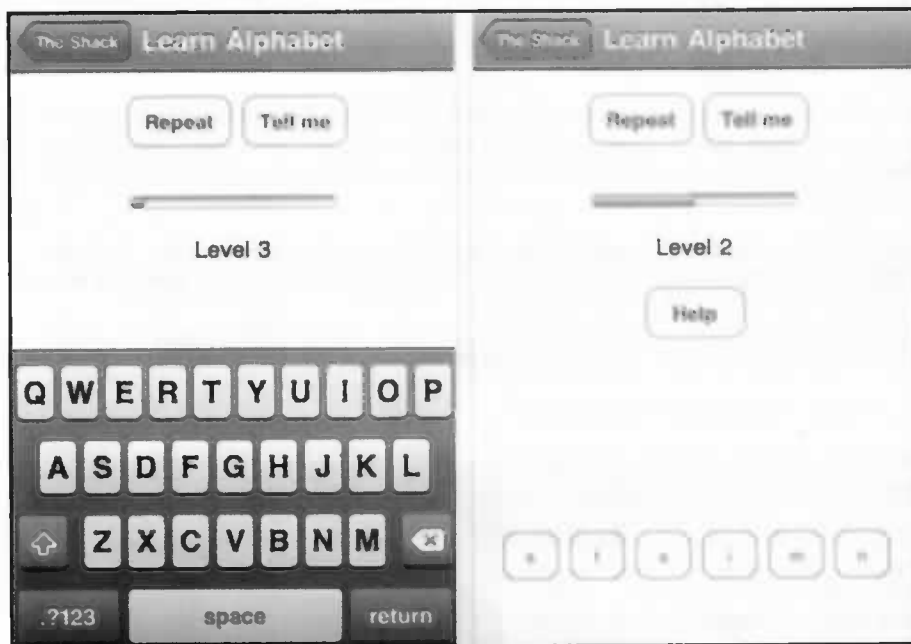 The Shack Learn Alphabet
Repeat Tell me
Level 3
Q W E R T Y U I O P
A S D F G H J K L
Z X C V B N M
.?123 space return
The Shack Learn Alphabet
Repeat Tell me
Level 2
Help
m n